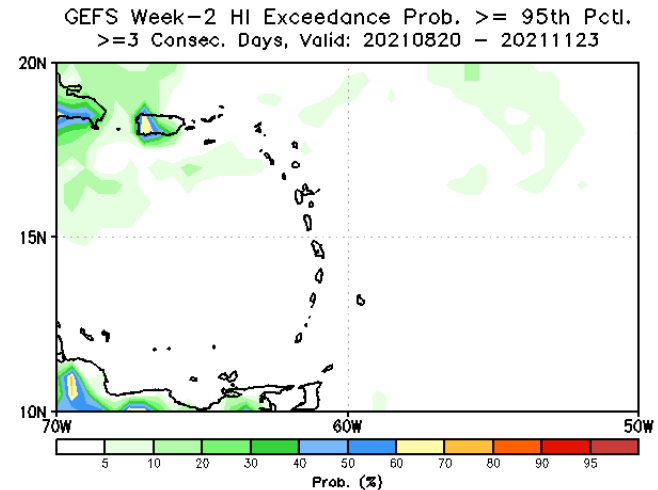 GEFS Week-2 HI Exceedance Prob. >= 95th Pctl.
>=3 Consec. Days, Valid: 20210820 - 20211123
20N
15N
10N
70W 60W 50W
5 10 20 30 40 50 60 70 80 90 95
Prob. (%)